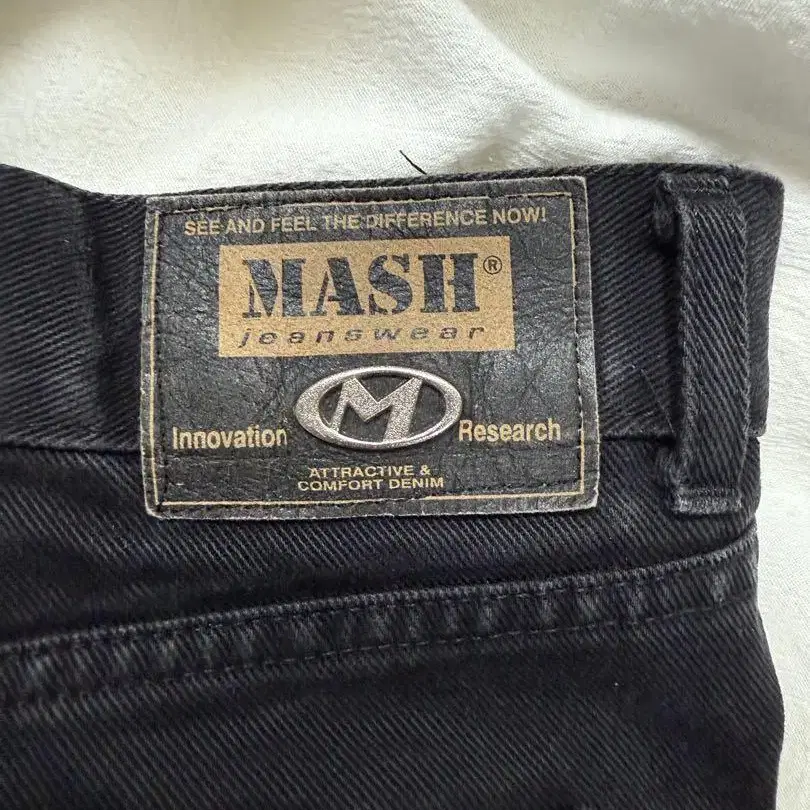 SEE AND FEEL THE DIFFERENCE NOW!
MASH®
jeanswear
M
Innovation Research
ATTRACTIVE &
COMFORT DENIM